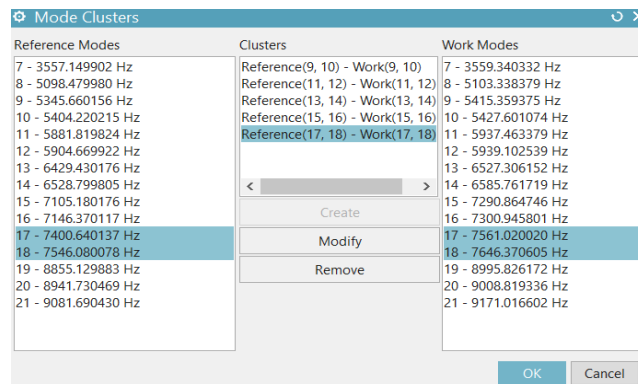 Mode Clusters
Reference Modes
7 - 3557.149902 Hz
8 - 5098.479980 Hz
9 - 5345.660156 Hz
10 - 5404.220215 Hz
11 - 5881.819824 Hz
12 - 5904.669922 Hz
13 - 6429.430176 Hz
14 - 6528.799805 Hz
15 - 7105.180176 Hz
16 - 7146.370117 Hz
17 - 7400.640137 Hz
18 - 7546.080078 Hz
19 - 8855.129883 Hz
20 - 8941.730469 Hz
21 - 9081.690430 Hz
Clusters
Reference(9, 10) - Work(9, 10)
Reference(11, 12) - Work(11, 12)
Reference(13, 14) - Work(13, 14)
Reference(15, 16) - Work(15, 16)
Reference(17, 18) - Work(17, 18)
Create
Modify
Remove
Work Modes
7 - 3559.340332 Hz
8 - 5103.338379 Hz
9 - 5415.359375 Hz
10 - 5427.601074 Hz
11 - 5937.463379 Hz
12 - 5939.102539 Hz
13 - 6527.306152 Hz
14 - 6585.761719 Hz
15 - 7290.864746 Hz
16 - 7300.945801 Hz
17 - 7561.020020 Hz
18 - 7646.370605 Hz
19 - 8995.826172 Hz
20 - 9008.819336 Hz
21 - 9171.016602 Hz
OK
Cancel